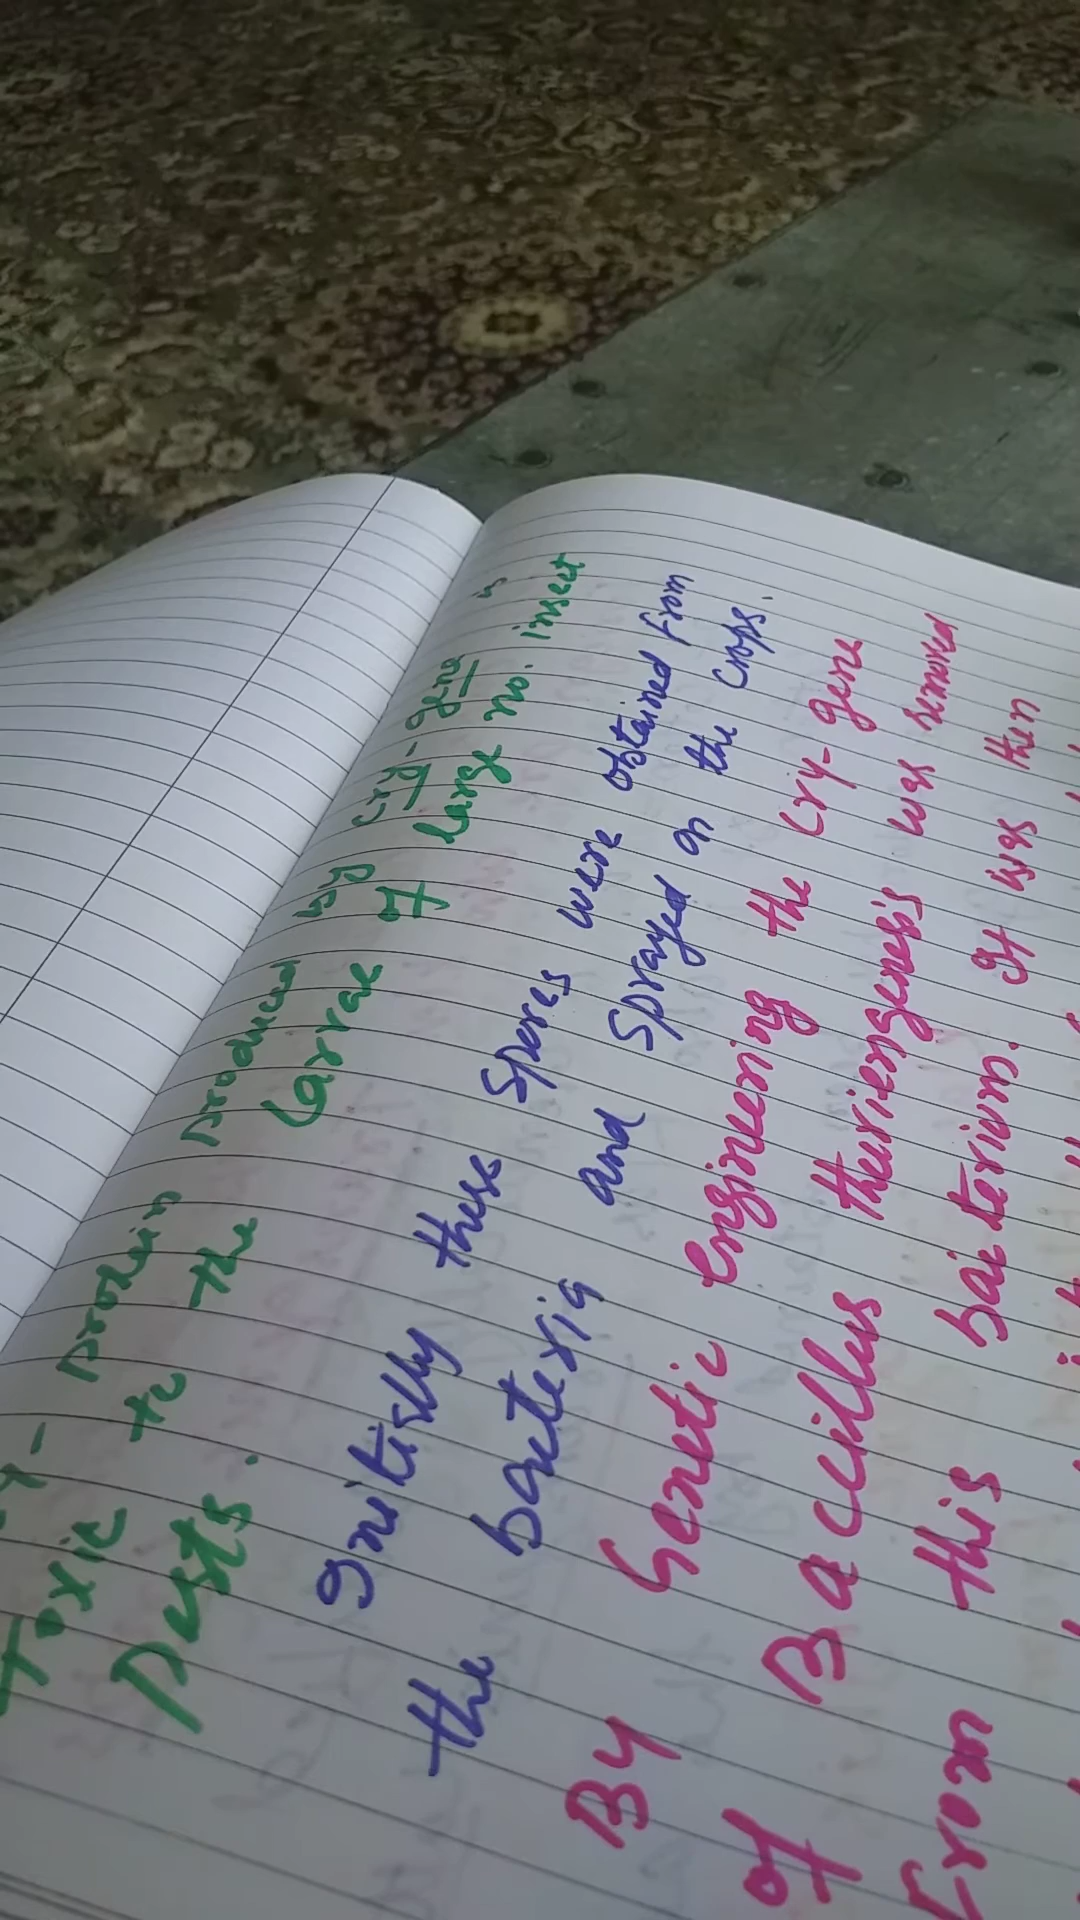 protein produced by cry-gene is
Toxic to the Larvae of large no. insect
Pests.
Initially these Spores were obtained from
the bacteria and Sprayed on the crops.
By Genetic engineering the cry-gene
of Bacillus theuriengenesis was removed
from this baiterium. It was then